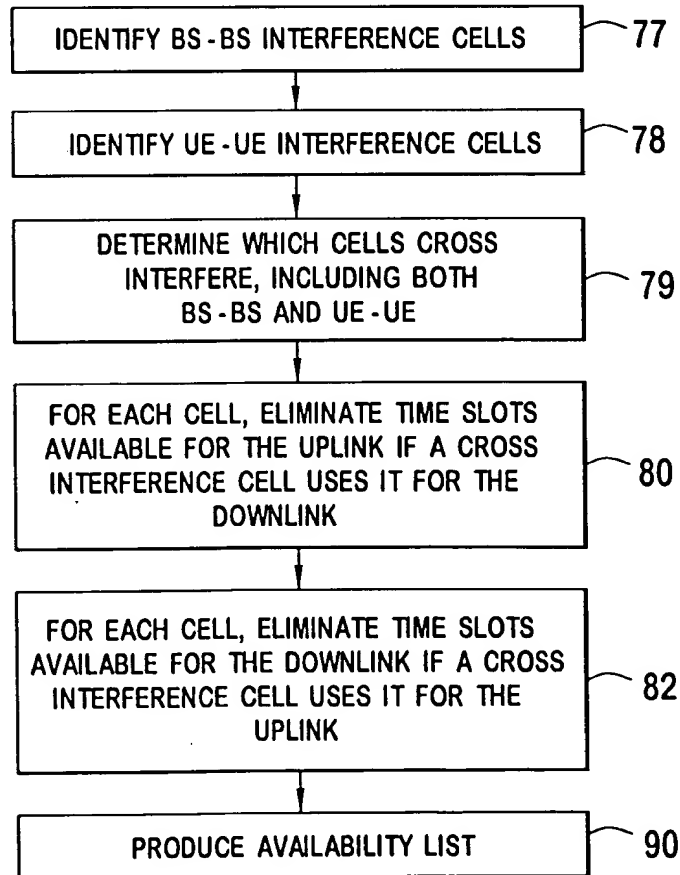 IDENTIFY BS-BS INTERFERENCE CELLS 77
IDENTIFY UE-UE INTERFERENCE CELLS 78
DETERMINE WHICH CELLS CROSS
INTERFERE, INCLUDING BOTH
BS-BS AND UE-UE
79
FOR EACH CELL, ELIMINATE TIME SLOTS
AVAILABLE FOR THE UPLINK IF A CROSS
INTERFERENCE CELL USES IT FOR THE
DOWNLINK
80
FOR EACH CELL, ELIMINATE TIME SLOTS
AVAILABLE FOR THE DOWNLINK IF A CROSS
INTERFERENCE CELL USES IT FOR THE
UPLINK
82
PRODUCE AVAILABILITY LIST 90